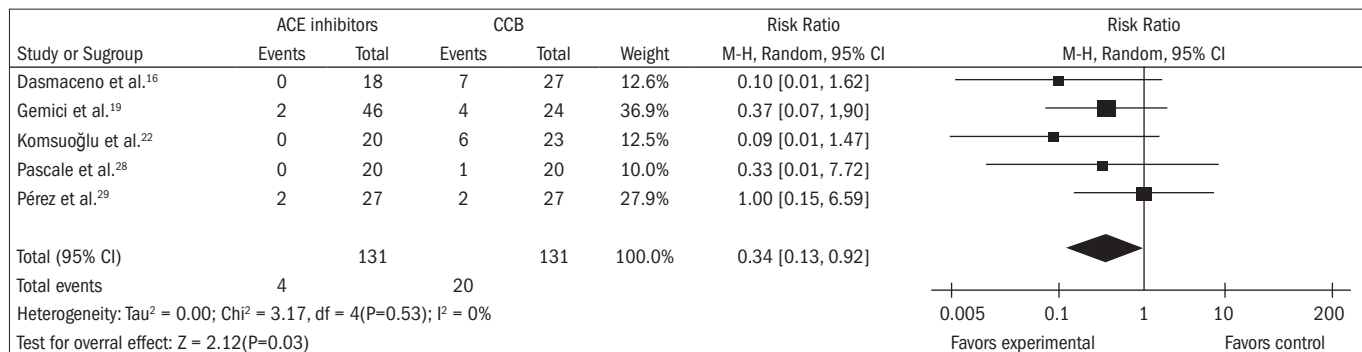 ACE inhibitors CCB Risk Ratio Risk Ratio
Study or Sugroup Events Total Events Total Weight M-H, Random, 95% CI M-H, Random, 95% CI
Dasmaceno et al.¹⁶ 0 18 7 27 12.6% 0.10 [0.01, 1.62]
Gemici et al.¹⁹ 2 46 4 24 36.9% 0.37 [0.07, 1,90]
Komsuoğlu et al.²² 0 20 6 23 12.5% 0.09 [0.01, 1.47]
Pascale et al.²⁸ 0 20 1 20 10.0% 0.33 [0.01, 7.72]
Pérez et al.²⁹ 2 27 2 27 27.9% 1.00 [0.15, 6.59]
Total (95% CI) 131 131 100.0% 0.34 [0.13, 0.92]
Total events 4 20
Heterogeneity: Tau² = 0.00; Chi² = 3.17, df = 4(P=0.53); I² = 0%
0.005 0.1 1 10 200
Test for overral effect: Z = 2.12(P=0.03) Favors experimental Favors control